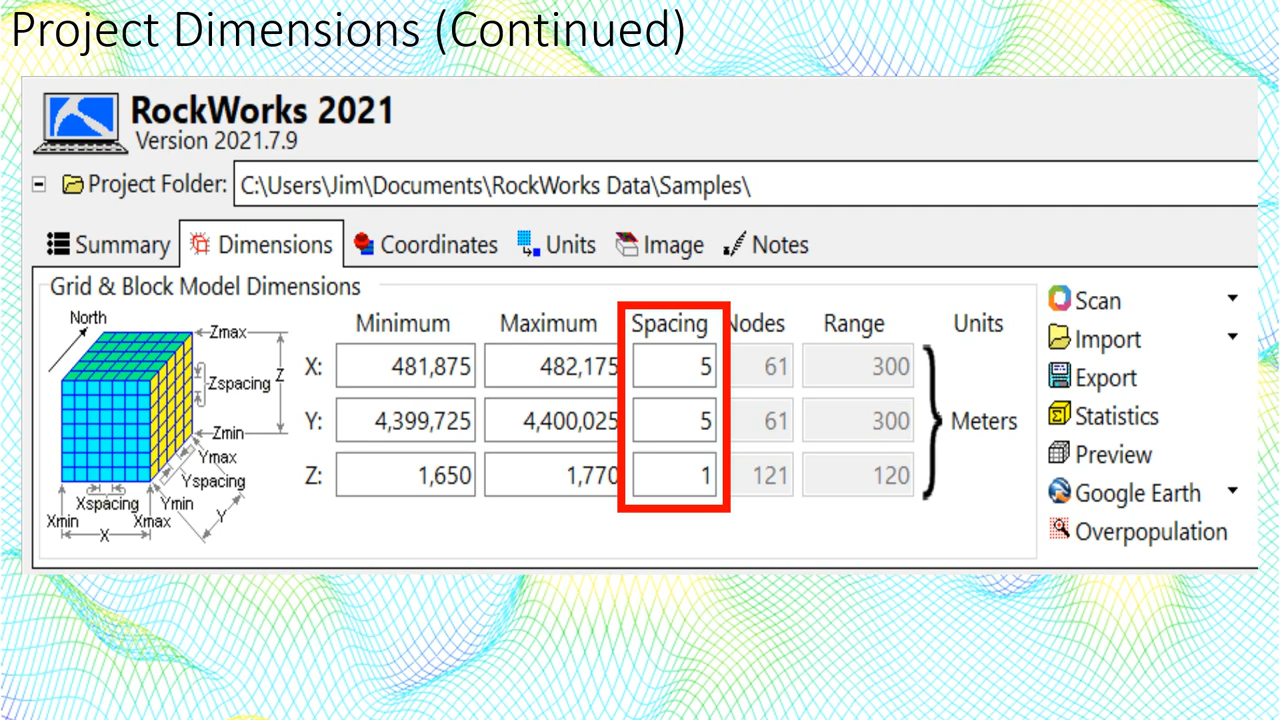 Project Dimensions (Continued)
RockWorks 2021
Version 2021.7.9
Project Folder: C:\Users\Jim\Documents\RockWorks Data\Samples\
Summary Dimensions Coordinates Units Image Notes
Grid & Block Model Dimensions
North
Zmax
Zspacing
Z
Zmin
Ymax
Yspacing
Xspacing
Ymin
Xmin
Xmax
Y
X
Minimum Maximum Spacing Nodes Range Units
X: 481,875 482,175 5 61 300
Y: 4,399,725 4,400,025 5 61 300 Meters
Z: 1,650 1,770 1 121 120
Scan
Import
Export
Statistics
Preview
Google Earth
Overpopulation